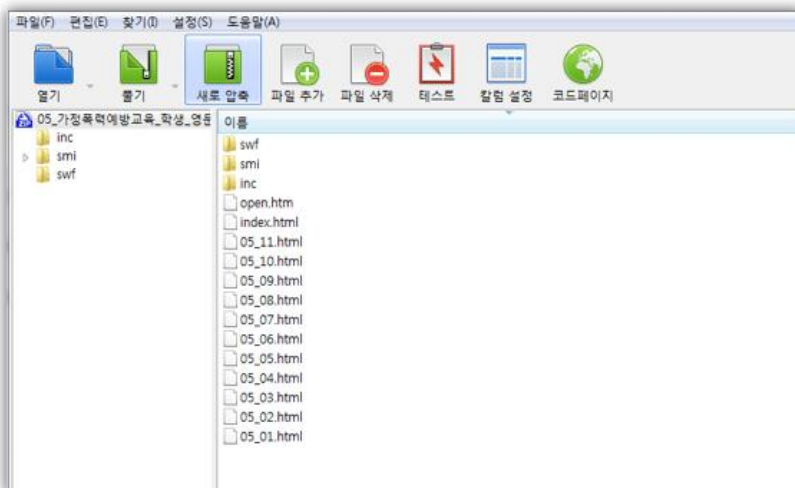 파일(F) 편집(E) 찾기(I) 설정(S) 도움말(A)
열기 풀기 새로 압축 파일 추가 파일 삭제 테스트 칼럼 설정 코드페이지
05_가정폭력예방교육_학생_영문
inc
smi
swf
이름
swf
smi
inc
open.htm
index.html
05_11.html
05_10.html
05_09.html
05_08.html
05_07.html
05_06.html
05_05.html
05_04.html
05_03.html
05_02.html
05_01.html